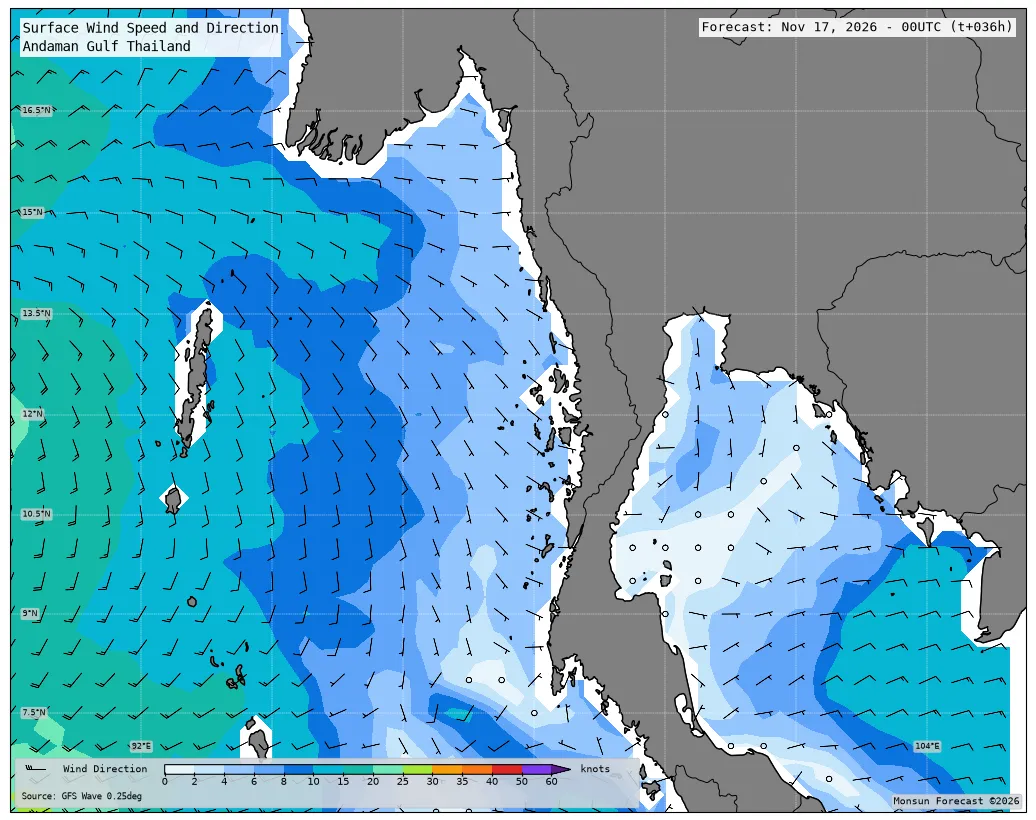 Surface Wind Speed and Direction
Andaman Gulf Thailand
Forecast: Nov 17, 2026 - 00UTC (t+036h)
16.5°N
15°N
13.5°N
12°N
10.5°N
9°N
7.5°N
92°E
104°E
Wind Direction
knots
0 2 4 6 8 10 15 20 25 30 35 40 50 60
Source: GFS Wave 0.25deg
Monsun Forecast ©2026